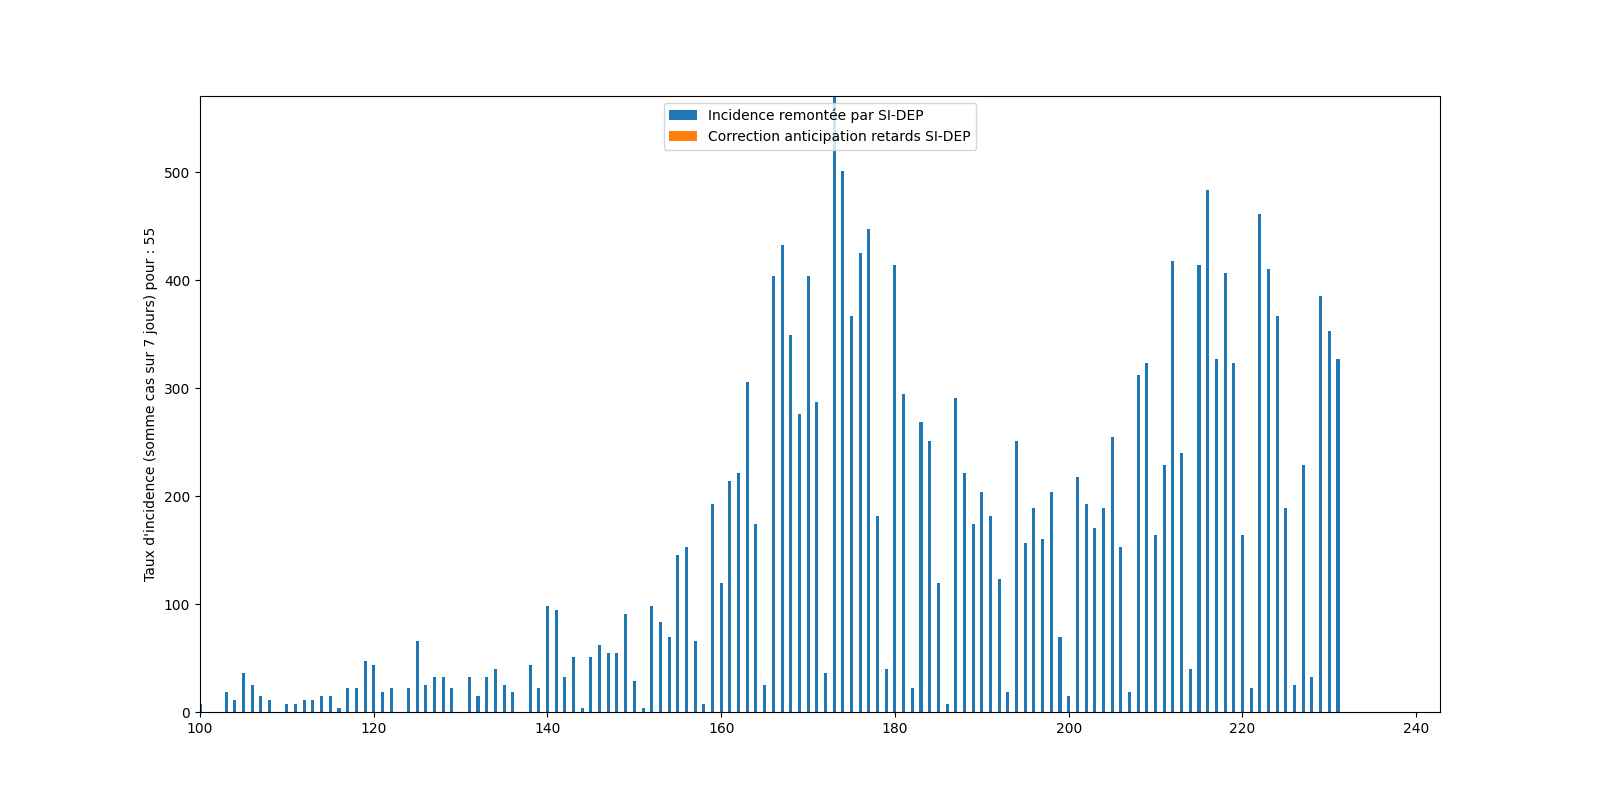 Incidence remontée par SI-DEP
Correction anticipation retards SI-DEP
Taux d'incidence (somme cas sur 7 jours) pour : 55
500
400
300
200
100
0
100 120 140 160 180 200 220 240